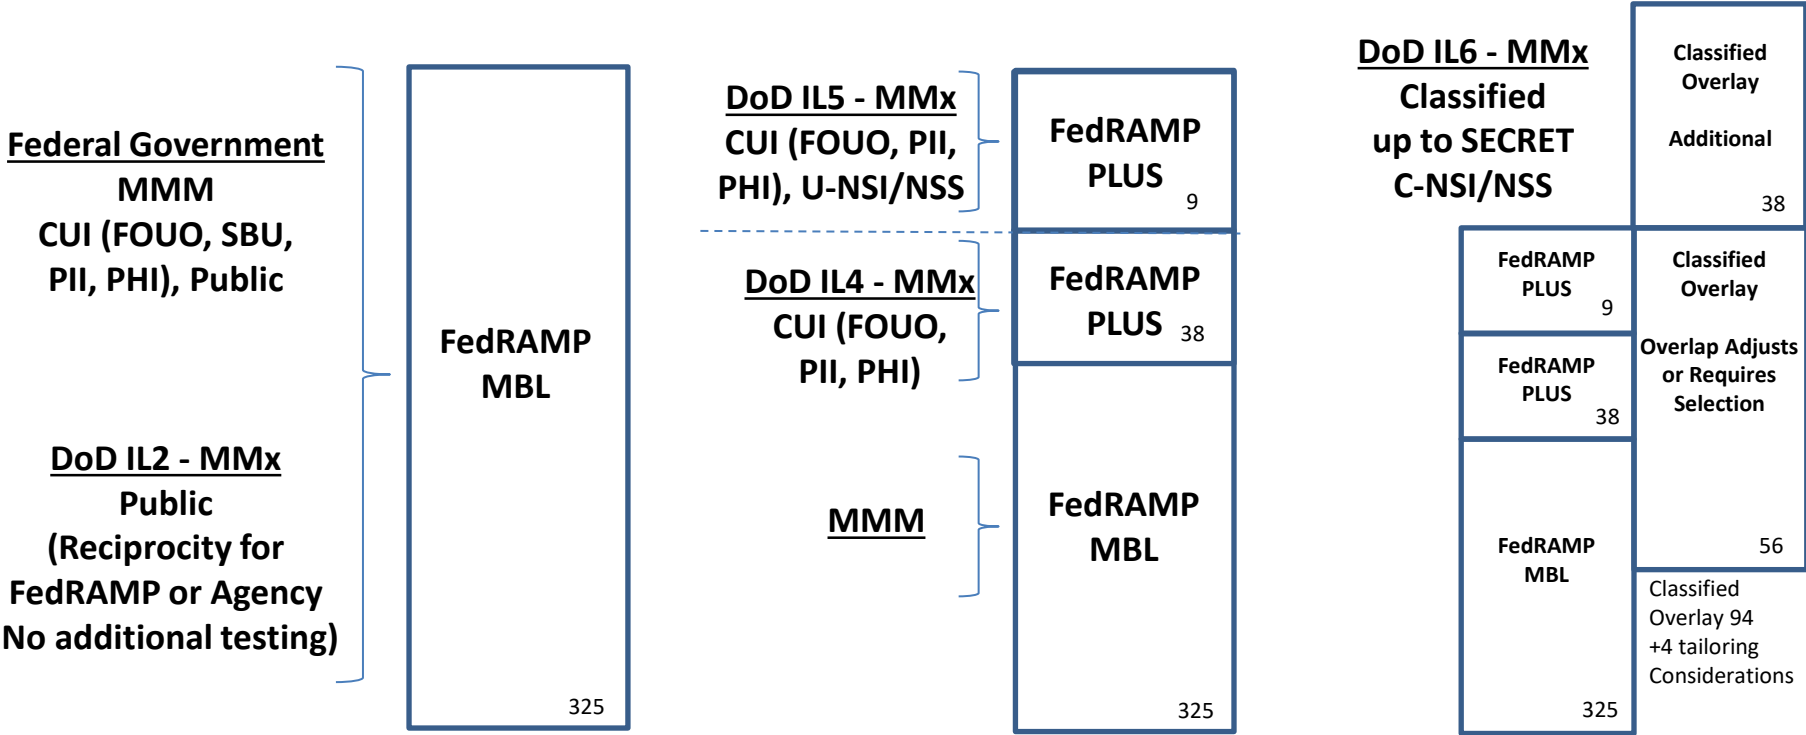 Federal Government
MMM
CUI (FOUO, SBU,
PII, PHI), Public
DoD IL2 - MMx
Public
(Reciprocity for
FedRAMP or Agency
No additional testing)
FedRAMP
MBL
325
DoD IL5 - MMx
CUI (FOUO, PII,
PHI), U-NSI/NSS
DoD IL4 - MMx
CUI (FOUO,
PII, PHI)
MMM
FedRAMP
PLUS
9
FedRAMP
PLUS
38
FedRAMP
MBL
325
DoD IL6 - MMx
Classified
up to SECRET
C-NSI/NSS
FedRAMP
PLUS
9
FedRAMP
PLUS
38
FedRAMP
MBL
325
Classified
Overlay
Additional
38
Classified
Overlay
Overlap Adjusts
or Requires
Selection
56
Classified
Overlay 94
+4 tailoring
Considerations